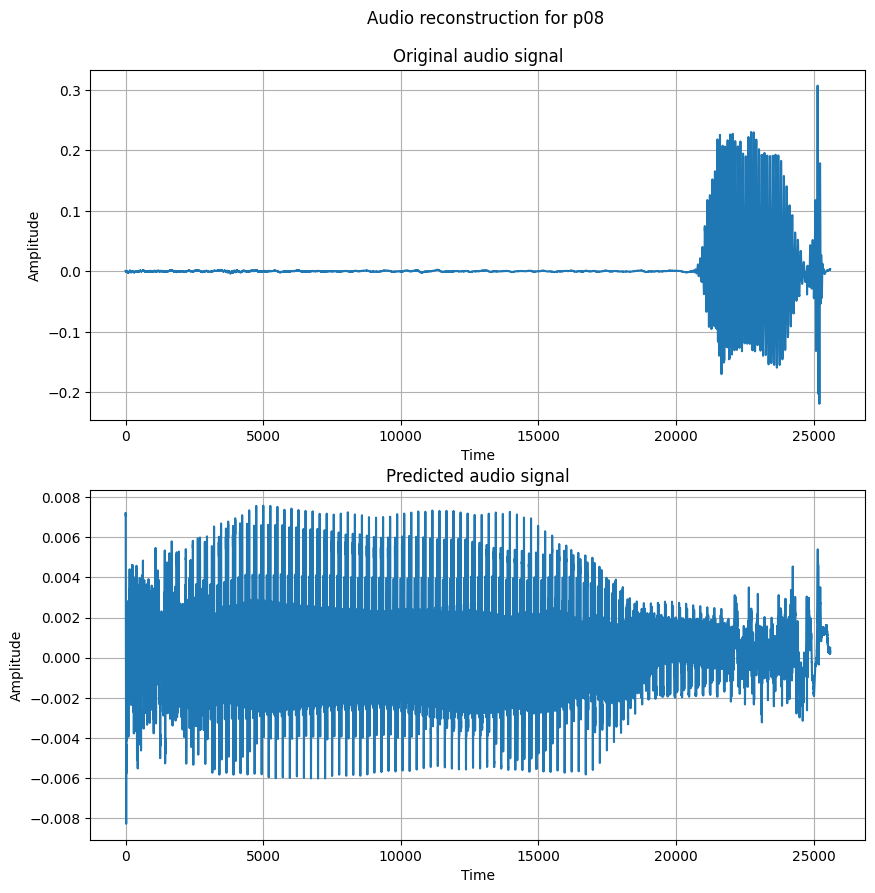 Audio reconstruction for p08
Original audio signal
0.3
0.2
0.1
0.0
−0.1
−0.2
Amplitude
0 5000 10000 15000 20000 25000
Time
Predicted audio signal
0.008
0.006
0.004
0.002
0.000
−0.002
−0.004
−0.006
−0.008
Amplitude
0 5000 10000 15000 20000 25000
Time